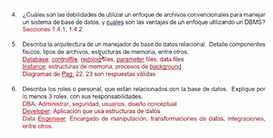 4. ¿Cuáles son las debilidades de utilizar un enfoque de archivos convencionales para manejar
un sistema de base de datos, y cuales son las ventajas de un enfoque utilizando un DBMS?
Secciones 1.4.1, 1.4.2
5. Describa la arquitectura de un manejador de base de datos relacional. Detalle componentes
físicos, tipos de archivos, estructuras de memoria, entre otros.
Database: controlfile, redolog files, parameter files, data files
Instance: estructuras de memoria, procesos de background.
Diagramas de Pag. 22, 23 son respuestas válidas
6. Describa los roles o personal, que están relacionados con la base de datos. Explique por
lo menos 3 roles, con sus responsabilidades.
DBA: Administrar, seguridad, usuarios, diseño conceptual
Developer: Aplicación que usa estructuras de datos
Data Engenieer: Encargado de manipulación, transformaciones de datos, integraciones,
entre otros.